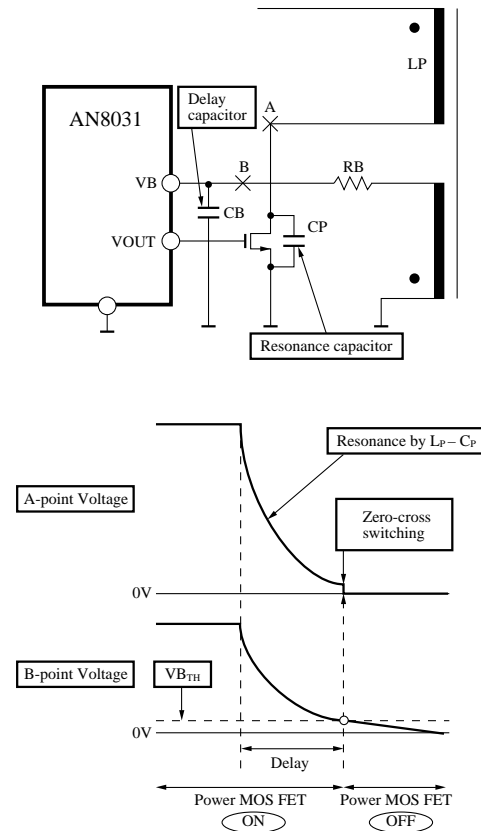 LP
A
Delay
capacitor
AN8031
B
RB
VB
CB
CP
VOUT
Resonance capacitor
Resonance by LP – CP
A-point Voltage
Zero-cross
switching
0V
B-point Voltage
VBTH
0V
Delay
Power MOS FET
ON
Power MOS FET
OFF